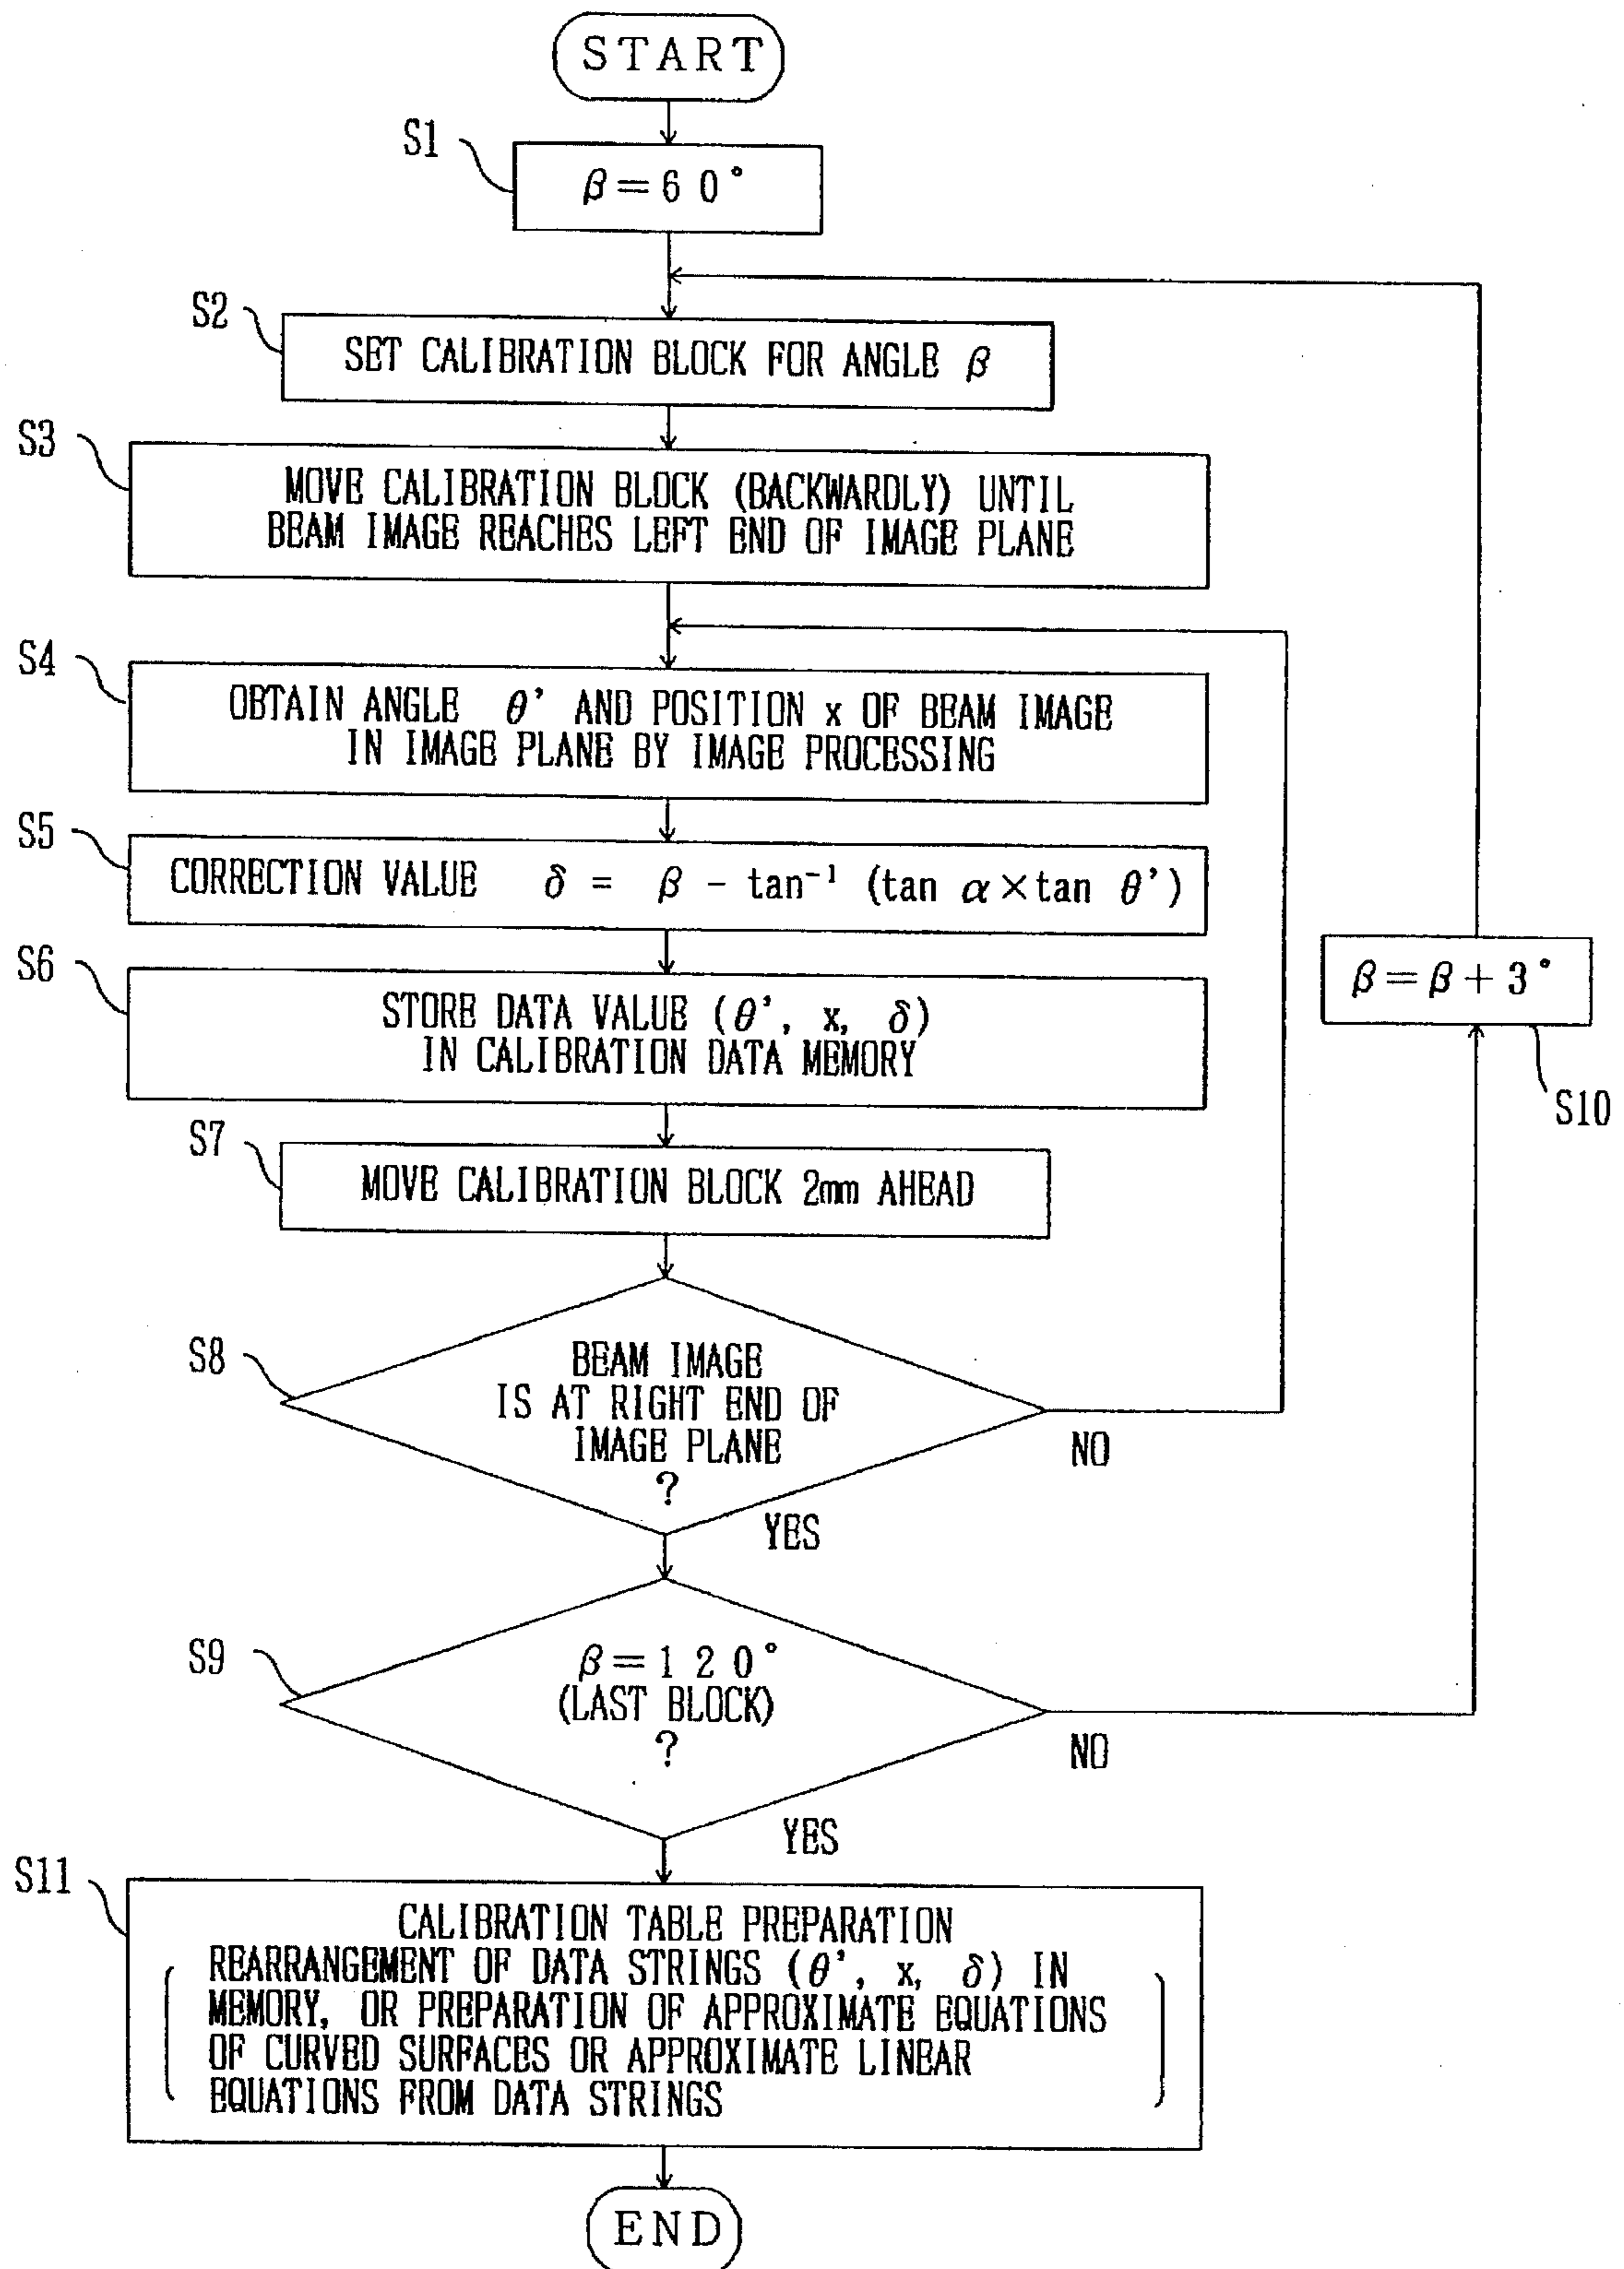 START
S1
β=60°
S2
SET CALIBRATION BLOCK FOR ANGLE β
S3
MOVE CALIBRATION BLOCK (BACKWARDLY) UNTIL
BEAM IMAGE REACHES LEFT END OF IMAGE PLANE
S4
OBTAIN ANGLE θ' AND POSITION x OF BEAM IMAGE
IN IMAGE PLANE BY IMAGE PROCESSING
S5
CORRECTION VALUE δ = β - tan⁻¹ (tan α×tan θ')
S6
STORE DATA VALUE (θ', x, δ)
IN CALIBRATION DATA MEMORY
β=β+3°
S10
S7
MOVE CALIBRATION BLOCK 2mm AHEAD
S8
BEAM IMAGE
IS AT RIGHT END OF
IMAGE PLANE
?
NO
YES
S9
β=120°
(LAST BLOCK)
?
NO
YES
S11
CALIBRATION TABLE PREPARATION
REARRANGEMENT OF DATA STRINGS (θ', x, δ) IN
MEMORY, OR PREPARATION OF APPROXIMATE EQUATIONS
OF CURVED SURFACES OR APPROXIMATE LINEAR
EQUATIONS FROM DATA STRINGS
END